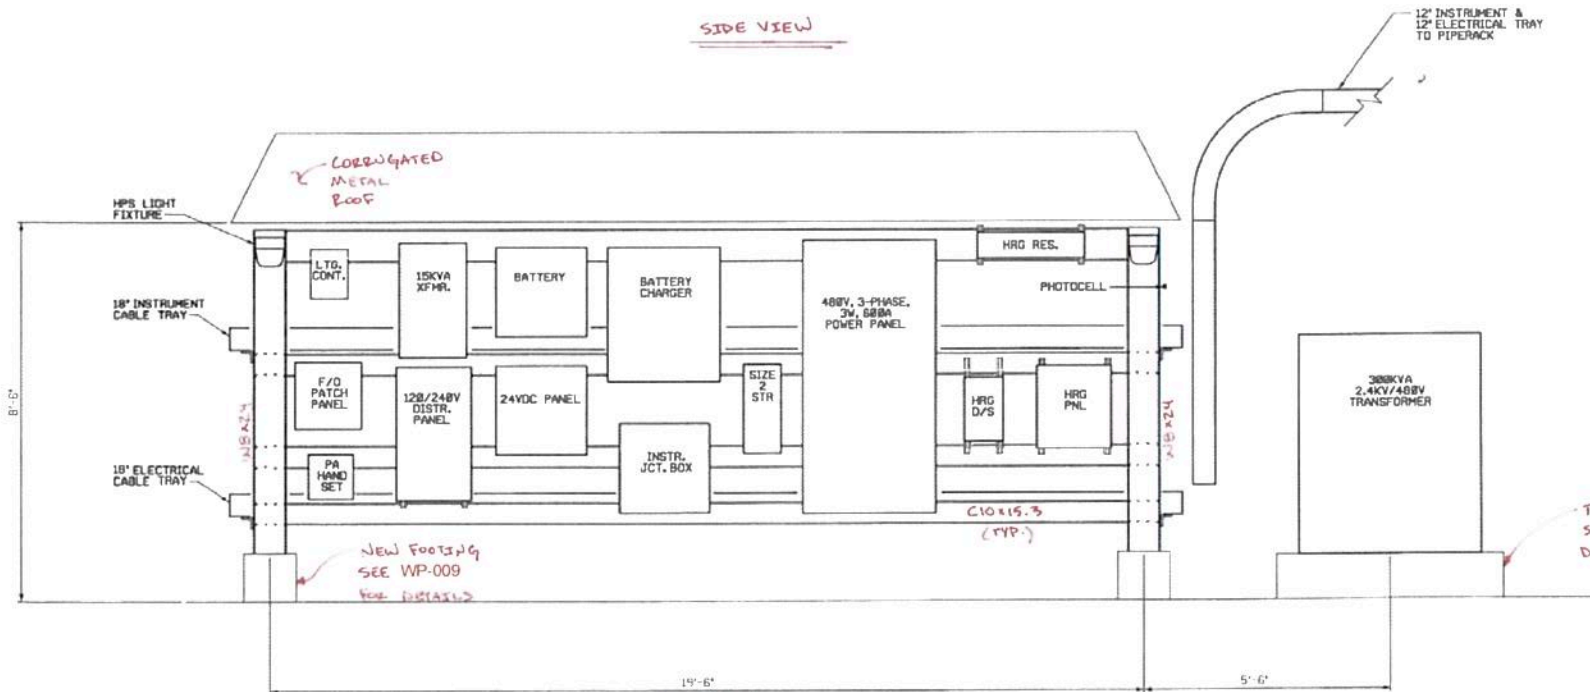 SIDE VIEW
12" INSTRUMENT &
12" ELECTRICAL TRAY
TO PIPERACK
CORRUGATED
METAL
ROOF
HPS LIGHT
FIXTURE
LTG.
CONT.
15KVA
XFMR.
BATTERY
BATTERY
CHARGER
480V, 3-PHASE,
3W, 600A
POWER PANEL
HRG RES.
PHOTOCELL
18" INSTRUMENT
CABLE TRAY
8'-6"
W8x24
F/O
PATCH
PANEL
120/240V
DISTR.
PANEL
24VDC PANEL
SIZE
2
STR
HRG
D/S
HRG
PNL
W8x24
300KVA
2.4KV/480V
TRANSFORMER
18" ELECTRICAL
CABLE TRAY
PA
HAND
SET
INSTR.
JCT. BOX
C10x15.3
(TYP.)
NEW FOOTING
SEE WP-009
FOR DETAILS
19'-6"
5'-6"